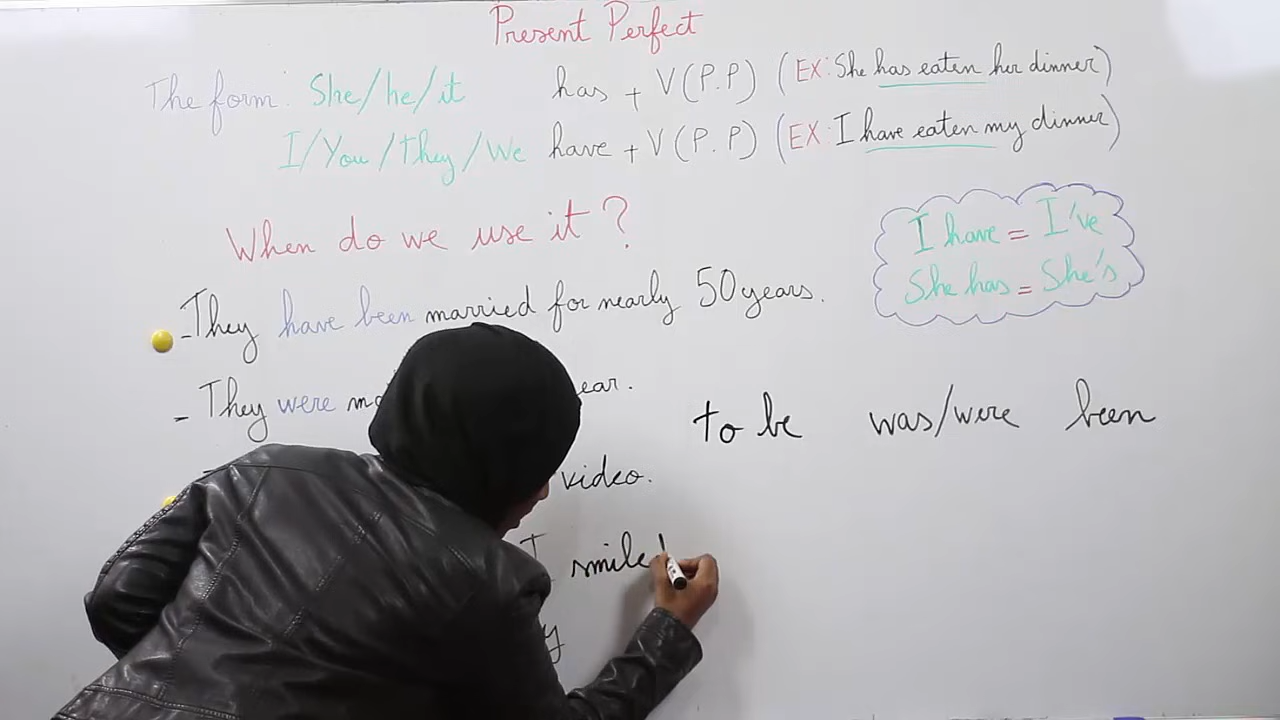 Present Perfect
The form: She/he/it has + V(P.P) (EX: She has eaten her dinner)
I/You/They/We have + V(P.P) (EX: I have eaten my dinner)
When do we use it?
I have = I've
She has = She's
- They have been married for nearly 50 years.
- They were
to be was/were been
video.
I smiled